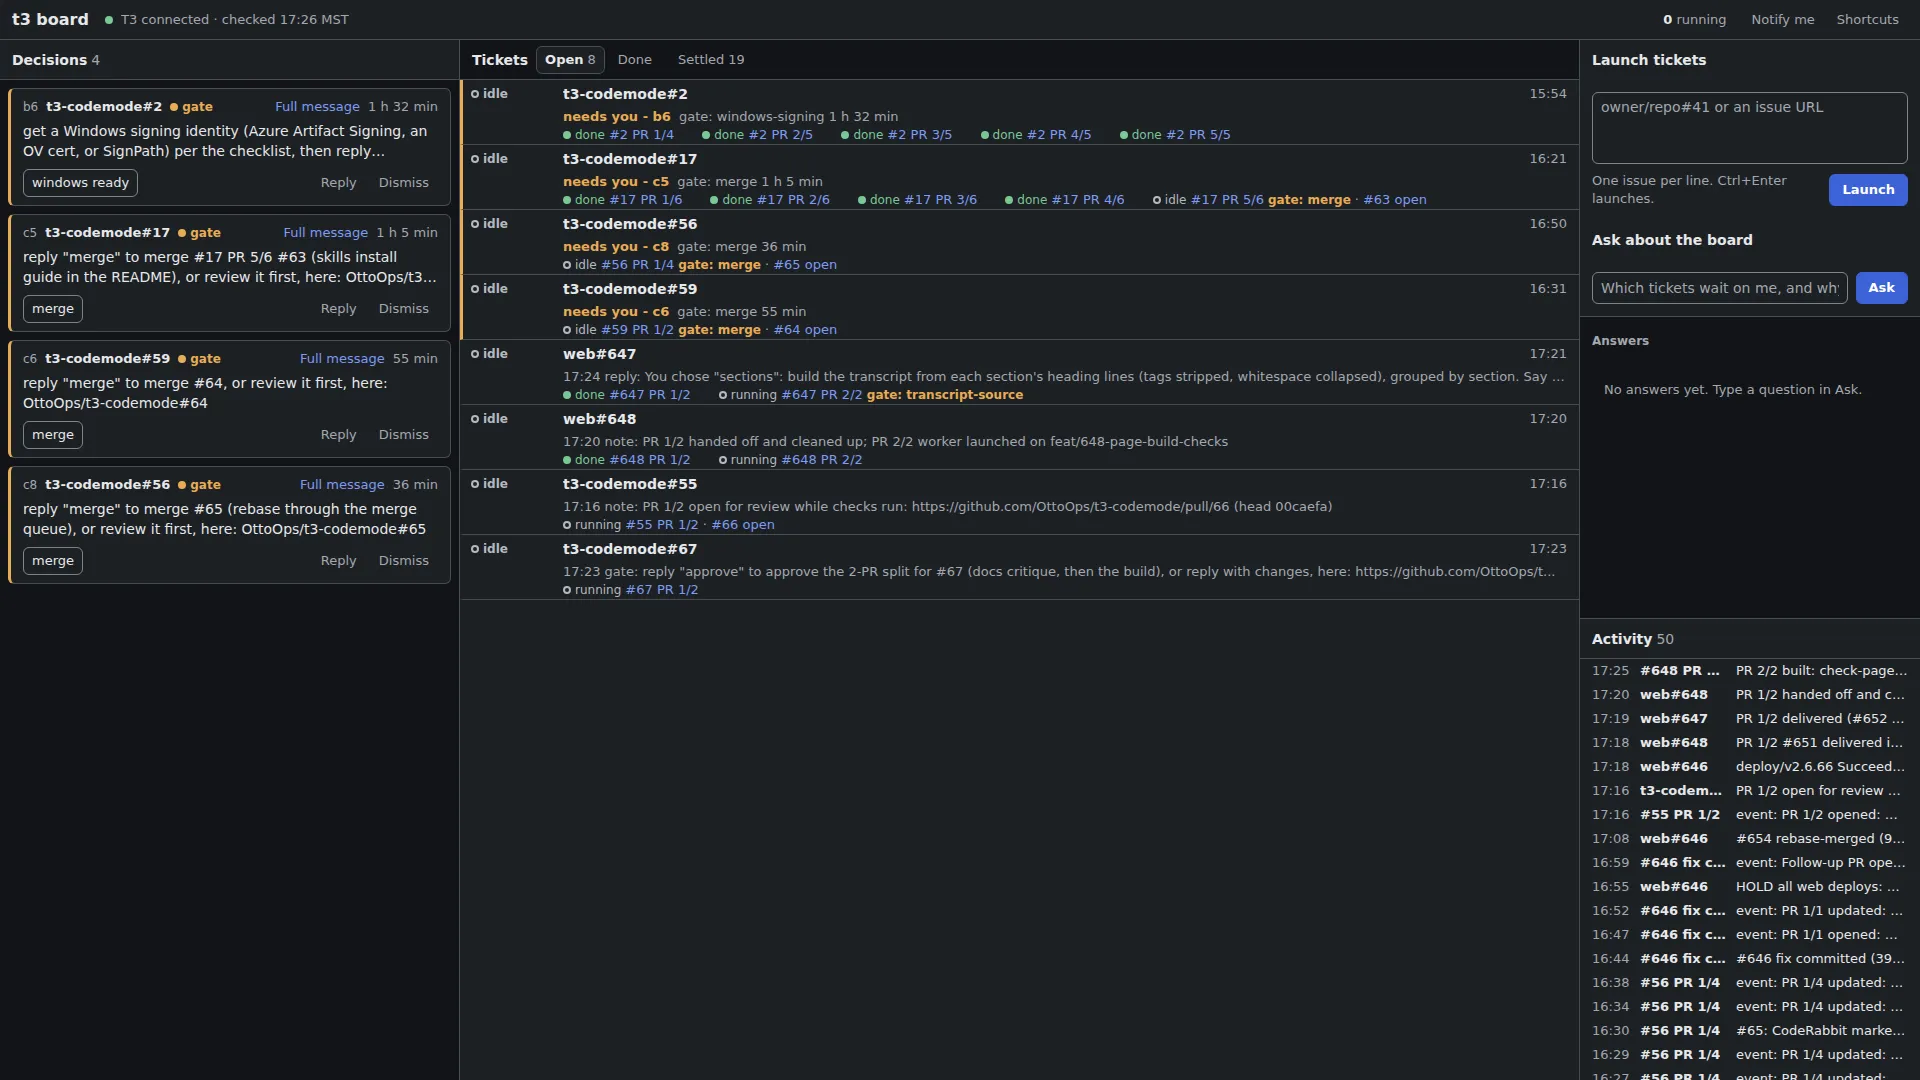 t3 board T3 connected · checked 17:26 MST
0 running Notify me Shortcuts
Decisions 4
b6 t3-codemode#2 gate Full message 1 h 32 min
get a Windows signing identity (Azure Artifact Signing, an
OV cert, or SignPath) per the checklist, then reply…
windows ready Reply Dismiss
c5 t3-codemode#17 gate Full message 1 h 5 min
reply "merge" to merge #17 PR 5/6 #63 (skills install
guide in the README), or review it first, here: OttoOps/t3…
merge Reply Dismiss
c6 t3-codemode#59 gate Full message 55 min
reply "merge" to merge #64, or review it first, here:
OttoOps/t3-codemode#64
merge Reply Dismiss
c8 t3-codemode#56 gate Full message 36 min
reply "merge" to merge #65 (rebase through the merge
queue), or review it first, here: OttoOps/t3-codemode#65
merge Reply Dismiss
Tickets Open 8 Done Settled 19
idle t3-codemode#2 15:54
needs you - b6 gate: windows-signing 1 h 32 min
done #2 PR 1/4 done #2 PR 2/5 done #2 PR 3/5 done #2 PR 4/5 done #2 PR 5/5
idle t3-codemode#17 16:21
needs you - c5 gate: merge 1 h 5 min
done #17 PR 1/6 done #17 PR 2/6 done #17 PR 3/6 done #17 PR 4/6 idle #17 PR 5/6 gate: merge · #63 open
idle t3-codemode#56 16:50
needs you - c8 gate: merge 36 min
idle #56 PR 1/4 gate: merge · #65 open
idle t3-codemode#59 16:31
needs you - c6 gate: merge 55 min
idle #59 PR 1/2 gate: merge · #64 open
idle web#647 17:21
17:24 reply: You chose "sections": build the transcript from each section's heading lines (tags stripped, whitespace collapsed), grouped by section. Say …
done #647 PR 1/2 running #647 PR 2/2 gate: transcript-source
idle web#648 17:20
17:20 note: PR 1/2 handed off and cleaned up; PR 2/2 worker launched on feat/648-page-build-checks
done #648 PR 1/2 running #648 PR 2/2
idle t3-codemode#55 17:16
17:16 note: PR 1/2 open for review while checks run: https://github.com/OttoOps/t3-codemode/pull/66 (head 00caefa)
running #55 PR 1/2 · #66 open
idle t3-codemode#67 17:23
17:23 gate: reply "approve" to approve the 2-PR split for #67 (docs critique, then the build), or reply with changes, here: https://github.com/OttoOps/t…
running #67 PR 1/2
Launch tickets
owner/repo#41 or an issue URL
One issue per line. Ctrl+Enter
launches.
Launch
Ask about the board
Which tickets wait on me, and why
Ask
Answers
No answers yet. Type a question in Ask.
Activity 50
17:25 #648 PR … PR 2/2 built: check-page…
17:20 web#648 PR 1/2 handed off and c…
17:19 web#647 PR 1/2 delivered (#652 …
17:18 web#648 PR 1/2 #651 delivered i…
17:18 web#646 deploy/v2.6.66 Succeed…
17:16 t3-codem… PR 1/2 open for review …
17:16 #55 PR 1/2 event: PR 1/2 opened: …
17:08 web#646 #654 rebase-merged (9…
16:59 #646 fix c… event: Follow-up PR ope…
16:55 web#646 HOLD all web deploys: …
16:52 #646 fix c… event: PR 1/1 updated: …
16:47 #646 fix c… event: PR 1/1 opened: …
16:44 #646 fix c… #646 fix committed (39…
16:38 #56 PR 1/4 event: PR 1/4 updated: …
16:34 #56 PR 1/4 event: PR 1/4 updated: …
16:30 #56 PR 1/4 #65: CodeRabbit marke…
16:29 #56 PR 1/4 event: PR 1/4 updated: …
16:27 #56 PR 1/4 event: PR 1/4 updated: …